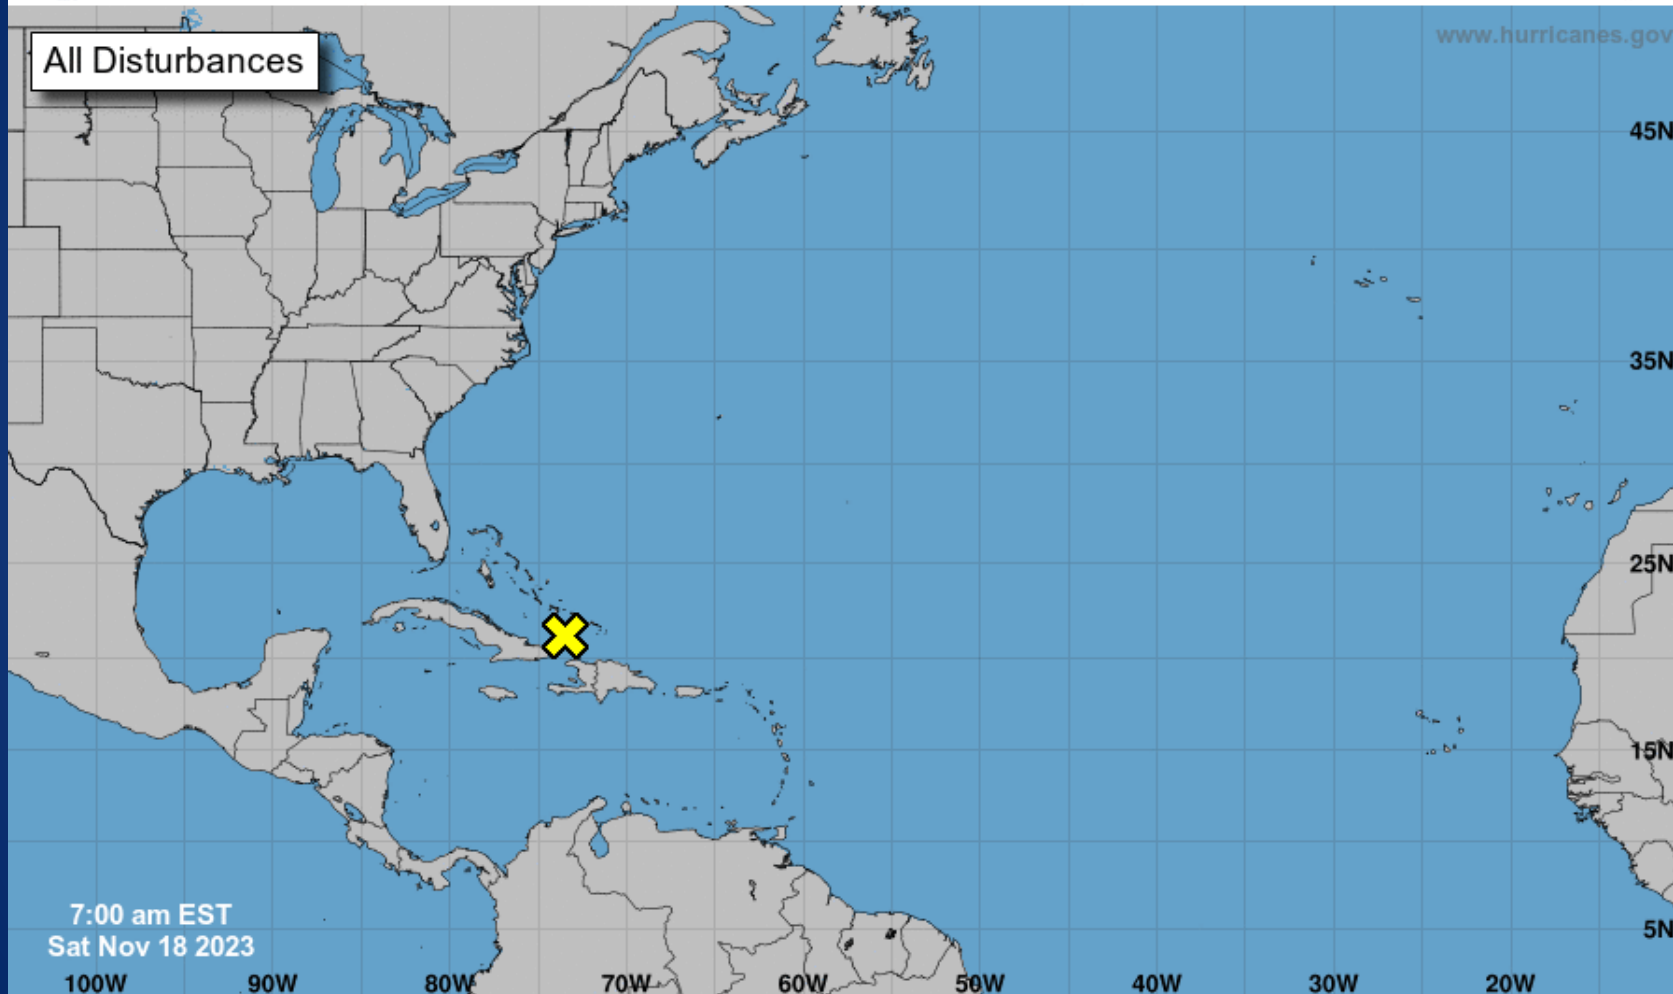 All Disturbances
www.hurricanes.gov
45N
35N
25N
15N
5N
7:00 am EST
Sat Nov 18 2023
100W 90W 80W 70W 60W 50W 40W 30W 20W